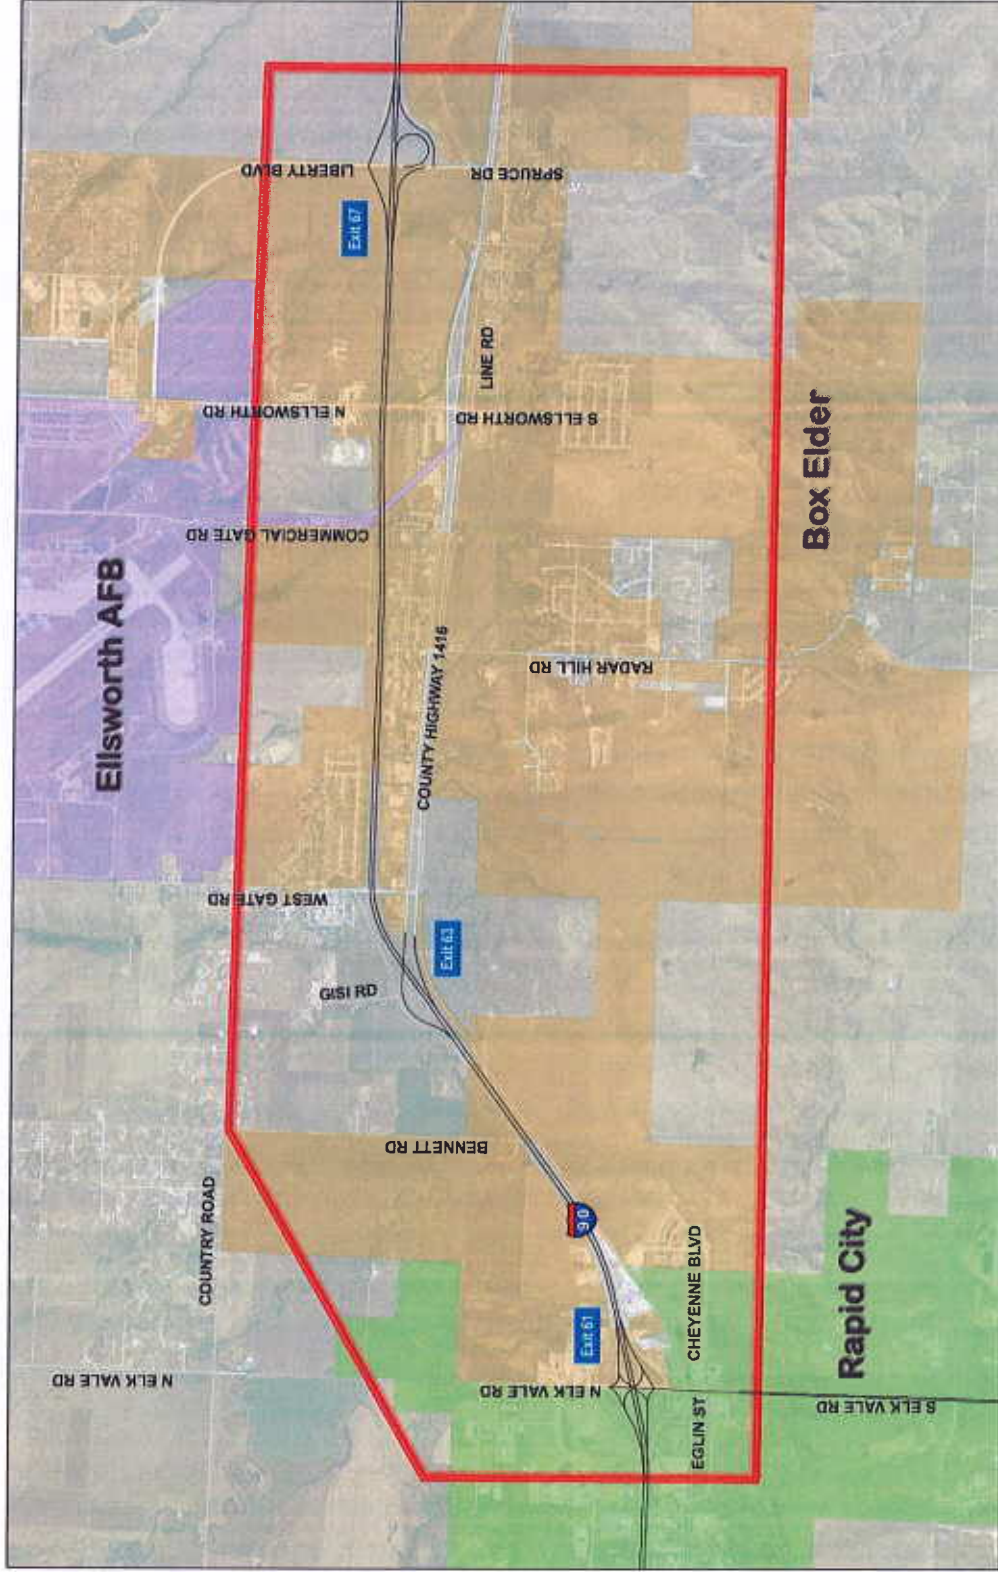 Ellsworth AFB
Box Elder
Rapid City
COUNTRY ROAD
N ELK VALE RD
N ELK VALE RD
S ELK VALE RD
EGLIN ST
CHEYENNE BLVD
Exit 61
90
BENNETT RD
GISI RD
Exit 63
WEST GATE RD
COUNTY HIGHWAY 1416
RADAR HILL RD
COMMERCIAL GATE RD
N ELLSWORTH RD
S ELLSWORTH RD
LINE RD
Exit 67
LIBERTY BLVD
SPRUCE DR